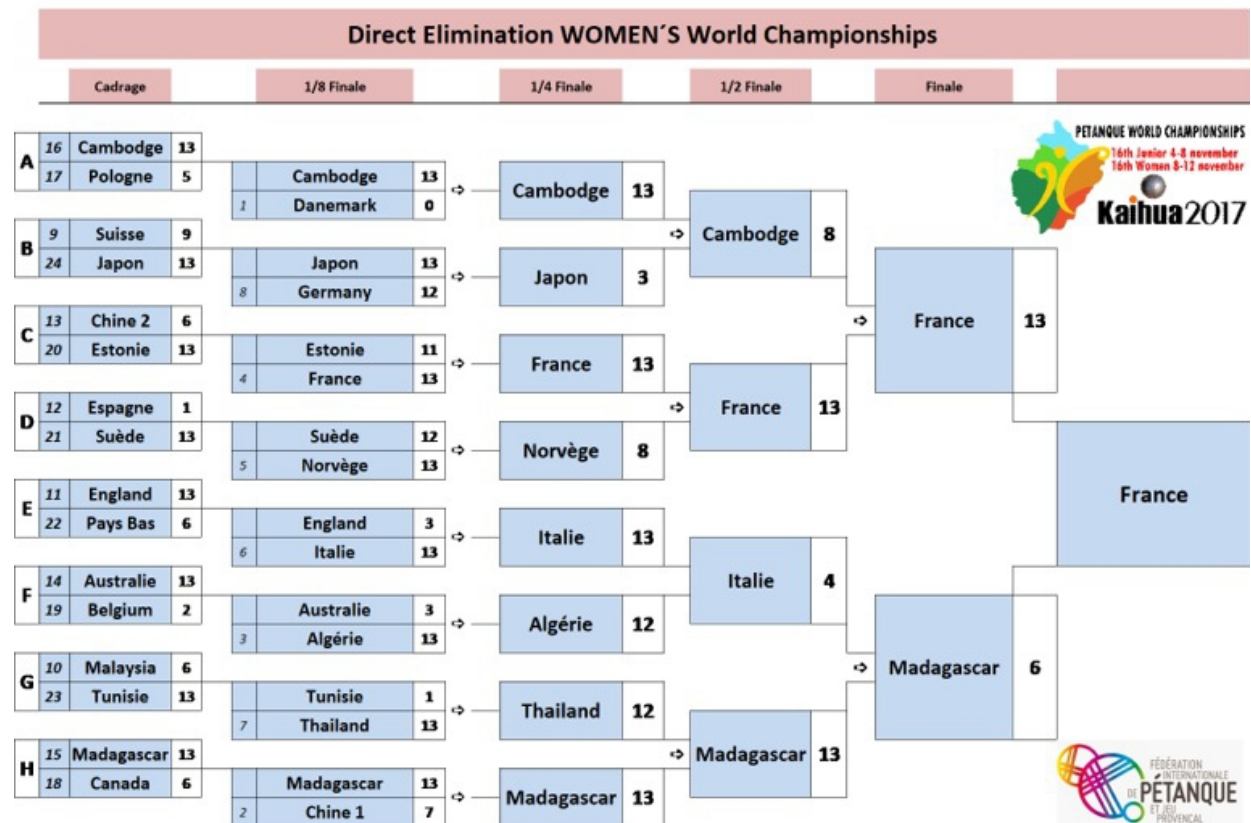 Direct Elimination WOMEN´S World Championships
Cadrage 1/8 Finale 1/4 Finale 1/2 Finale Finale
PETANQUE WORLD CHAMPIONSHIPS
16th Junior 4-8 november
16th Women 8-12 november
Kaihua 2017
A
16 Cambodge 13
17 Pologne 5
B
9 Suisse 9
24 Japon 13
C
13 Chine 2 6
20 Estonie 13
D
12 Espagne 1
21 Suède 13
E
11 England 13
22 Pays Bas 6
F
14 Australie 13
19 Belgium 2
G
10 Malaysia 6
23 Tunisie 13
H
15 Madagascar 13
18 Canada 6
Cambodge 13
1 Danemark 0
Japon 13
8 Germany 12
Estonie 11
4 France 13
Suède 12
5 Norvège 13
England 3
6 Italie 13
Australie 3
3 Algérie 13
Tunisie 1
7 Thailand 13
Madagascar 13
2 Chine 1 7
Cambodge 13
Japon 3
France 13
Norvège 8
Italie 13
Algérie 12
Thailand 12
Madagascar 13
Cambodge 8
France 13
Italie 4
Madagascar 13
France 13
Madagascar 6
France
FÉDÉRATION
INTERNATIONALE
DE PÉTANQUE
ET JEU
PROVENÇAL